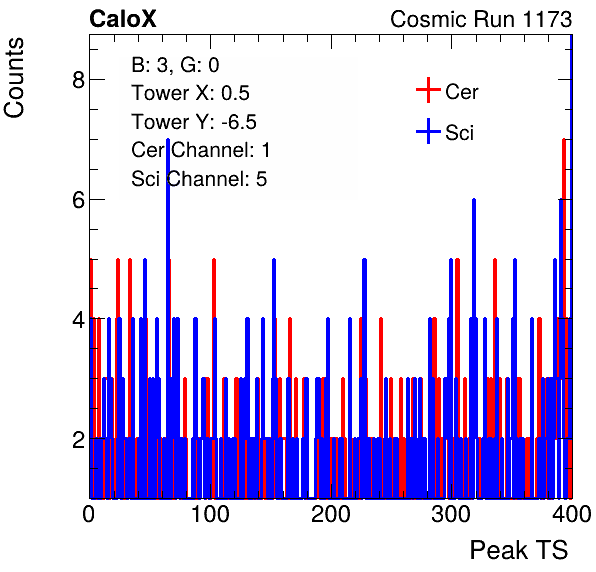 CaloX Cosmic Run 1173
Counts
B: 3, G: 0
Tower X: 0.5
Tower Y: -6.5
Cer Channel: 1
Sci Channel: 5
Cer
Sci
8
6
4
2
0 100 200 300 400
Peak TS